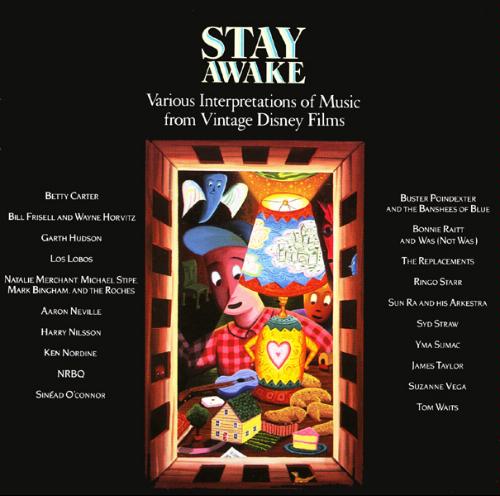 STAY
AWAKE
Various Interpretations of Music
from Vintage Disney Films
BETTY CARTER
BILL FRISELL AND WAYNE HORVITZ
GARTH HUDSON
LOS LOBOS
NATALIE MERCHANT, MICHAEL STIPE,
MARK BINGHAM, AND THE ROCHES
AARON NEVILLE
HARRY NILSSON
KEN NORDINE
NRBQ
SINÉAD O'CONNOR
BUSTER POINDEXTER
AND THE BANSHEES OF BLUE
BONNIE RAITT
AND WAS (NOT WAS)
THE REPLACEMENTS
RINGO STARR
SUN RA AND HIS ARKESTRA
SYD STRAW
YMA SUMAC
JAMES TAYLOR
SUZANNE VEGA
TOM WAITS